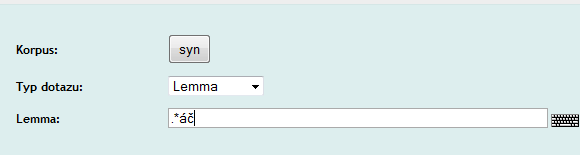 Korpus: syn
Typ dotazu: Lemma
Lemma: .*áč